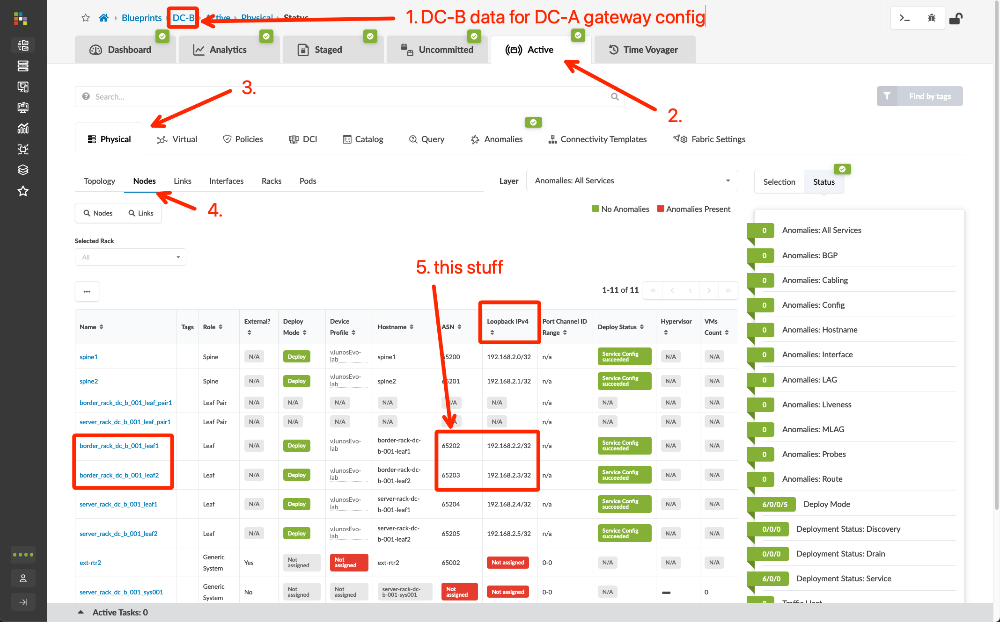 Blueprints DC-B Active Physical Status
1. DC-B data for DC-A gateway config
Dashboard Analytics Staged Uncommitted Active Time Voyager
3.
Search...
Find by tags
2.
Physical Virtual Policies DCI Catalog Query Anomalies Connectivity Templates Fabric Settings
Topology Nodes Links Interfaces Racks Pods
Layer Anomalies: All Services
Selection Status
4.
Nodes Links
No Anomalies Anomalies Present
Selected Rack
All
5. this stuff
...
1-11 of 11 « < 1 > »
Name Tags Role External? Deploy Mode Device Profile Hostname ASN Loopback IPv4 Port Channel ID Range Deploy Status Hypervisor VMs Count
spine1 Spine N/A Deploy vJunosEvo-lab spine1 65200 192.168.2.0/32 n/a Service Config succeeded N/A N/A
spine2 Spine N/A Deploy vJunosEvo-lab spine2 65201 192.168.2.1/32 n/a Service Config succeeded N/A N/A
border_rack_dc_b_001_leaf_pair1 Leaf Pair N/A N/A N/A N/A N/A N/A n/a N/A N/A N/A
server_rack_dc_b_001_leaf_pair1 Leaf Pair N/A N/A N/A N/A N/A N/A n/a N/A N/A N/A
border_rack_dc_b_001_leaf1 Leaf N/A Deploy vJunosEvo-lab border-rack-dc-b-001-leaf1 65202 192.168.2.2/32 n/a Service Config succeeded N/A N/A
border_rack_dc_b_001_leaf2 Leaf N/A Deploy vJunosEvo-lab border-rack-dc-b-001-leaf2 65203 192.168.2.3/32 n/a Service Config succeeded N/A N/A
server_rack_dc_b_001_leaf1 Leaf N/A Deploy vJunosEvo-lab server-rack-dc-b-001-leaf1 65204 192.168.2.4/32 n/a Service Config succeeded N/A N/A
server_rack_dc_b_001_leaf2 Leaf N/A Deploy vJunosEvo-lab server-rack-dc-b-001-leaf2 65205 192.168.2.5/32 n/a Service Config succeeded N/A N/A
ext-rtr2 Generic System Yes Not assigned Not assigned ext-rtr2 65002 Not assigned 0-0 N/A N/A N/A
server_rack_dc_b_001_sys001 Generic System No Not assigned Not assigned server-rack-dc-b-001-sys001 Not assigned Not assigned 0-0 N/A — 0
0 Anomalies: All Services
0 Anomalies: BGP
0 Anomalies: Cabling
0 Anomalies: Config
0 Anomalies: Hostname
0 Anomalies: Interface
0 Anomalies: LAG
0 Anomalies: Liveness
0 Anomalies: MLAG
0 Anomalies: Probes
0 Anomalies: Route
6/0/0/5 Deploy Mode
0/0/0 Deployment Status: Discovery
0/0/0 Deployment Status: Drain
6/0/0 Deployment Status: Service
0 Traffic Heat
Active Tasks: 0